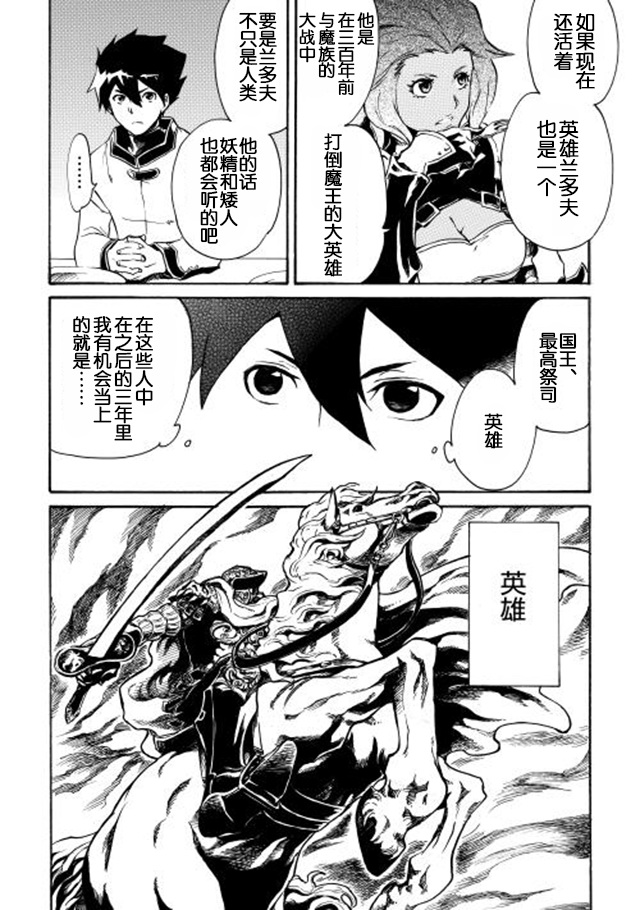 如果现在
还活着
英雄兰多夫
也是一个
他是
在三百年前
与魔族的
大战中
打倒魔王的大英雄
要是兰多夫
不只是人类
他的话
妖精和矮人
也都会听的吧
……
国王、
最高祭司
英雄
在这些人中
在之后的三年里
我有机会当上
的就是……
英雄